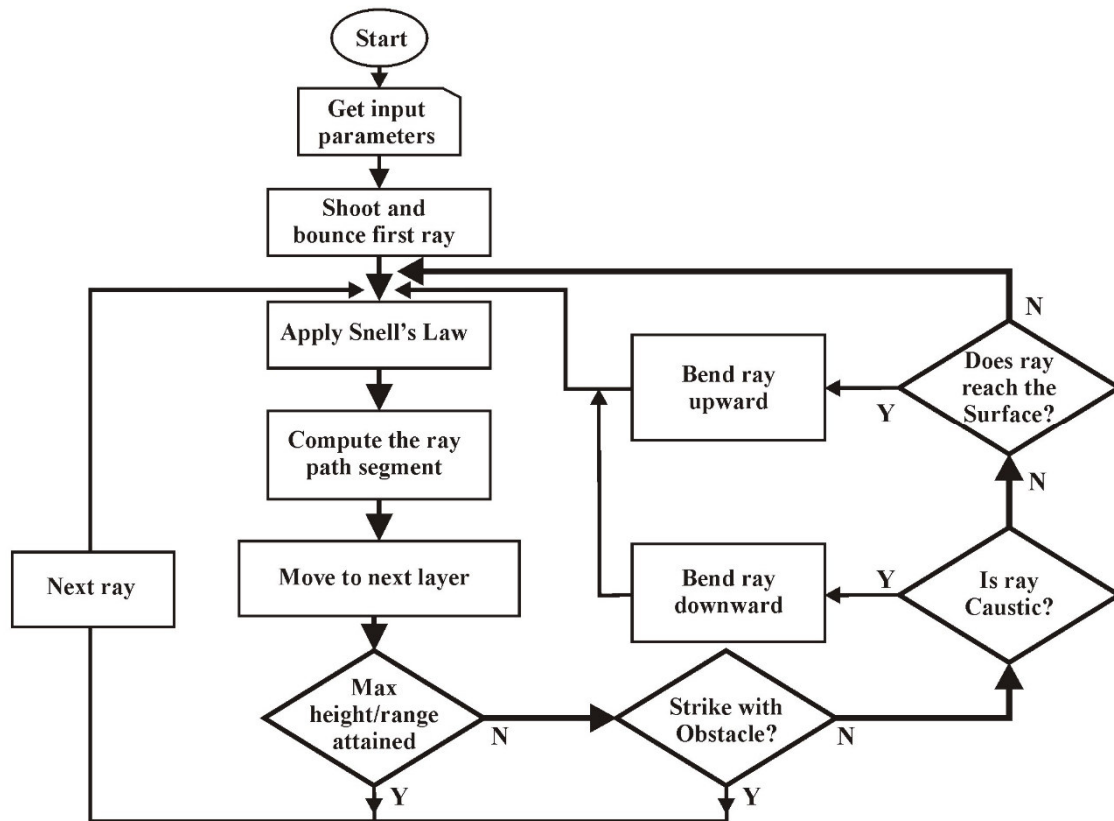 Start
Get input
parameters
Shoot and
bounce first ray
Apply Snell's Law
Compute the ray
path segment
Move to next layer
Next ray
Max
height/range
attained
N
Y
Strike with
Obstacle?
N
Y
Is ray
Caustic?
Y
N
Bend ray
downward
Does ray
reach the
Surface?
Y
N
Bend ray
upward